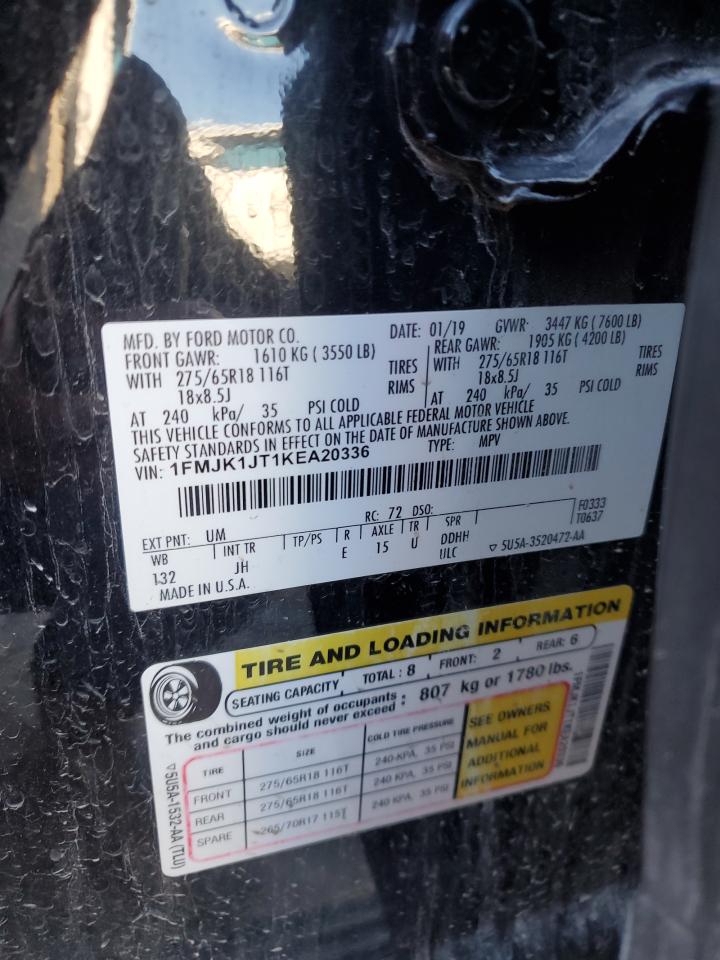 MFD. BY FORD MOTOR CO. DATE: 01/19 GVWR: 3447 KG ( 7600 LB)
FRONT GAWR: 1610 KG ( 3550 LB) REAR GAWR: 1905 KG ( 4200 LB)
WITH 275/65R18 116T TIRES WITH 275/65R18 116T TIRES
18x8.5J RIMS 18x8.5J RIMS
AT 240 kPa/ 35 PSI COLD AT 240 kPa/ 35 PSI COLD
THIS VEHICLE CONFORMS TO ALL APPLICABLE FEDERAL MOTOR VEHICLE
SAFETY STANDARDS IN EFFECT ON THE DATE OF MANUFACTURE SHOWN ABOVE.
VIN: 1FMJK1JT1KEA20336 TYPE: MPV
F0333
T0637
EXT PNT: UM RC: 72 DSO:
WB INT TR TP/PS R AXLE TR SPR
132 JH E 15 U DDHH
ULC
MADE IN U.S.A. ▽ 5U5A-3520472-AA
TIRE AND LOADING INFORMATION
SEATING CAPACITY TOTAL : 8 FRONT: 2 REAR: 6
The combined weight of occupants : 807 kg or 1780 lbs.
and cargo should never exceed
TIRE SIZE COLD TIRE PRESSURE
FRONT 275/65R18 116T 240 KPA, 35 PSI
REAR 275/65R18 116T 240 KPA, 35 PSI
SPARE 265/70R17 115T 240 KPA, 35 PSI
SEE OWNERS
MANUAL FOR
ADDITIONAL
INFORMATION
▽5U5A-1532-AA (TLU)